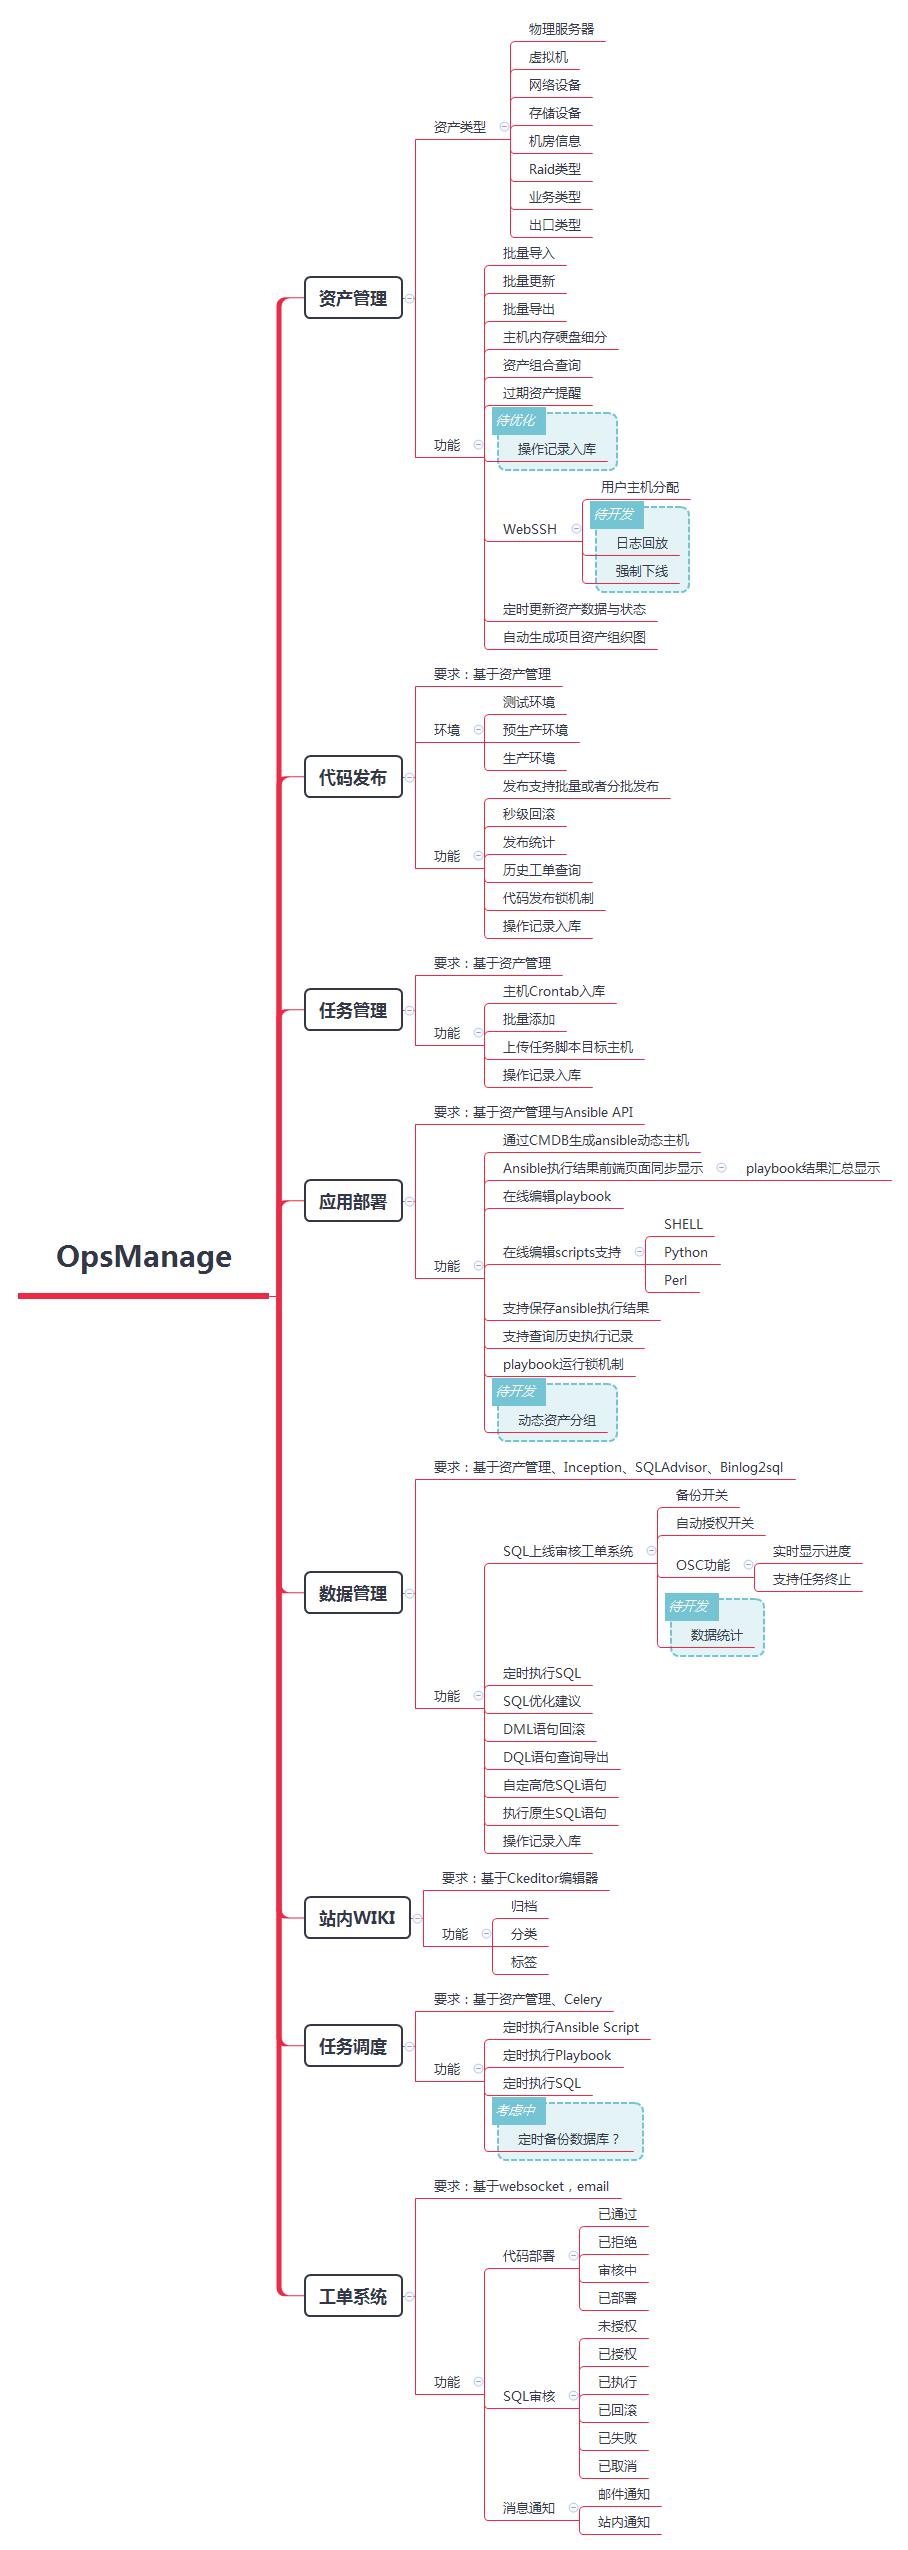 OpsManage
资产管理
资产类型
物理服务器
虚拟机
网络设备
存储设备
机房信息
Raid类型
业务类型
出口类型
功能
批量导入
批量更新
批量导出
主机内存硬盘细分
资产组合查询
过期资产提醒
待优化
操作记录入库
WebSSH
用户主机分配
待开发
日志回放
强制下线
定时更新资产数据与状态
自动生成项目资产组织图
代码发布
要求：基于资产管理
环境
测试环境
预生产环境
生产环境
功能
发布支持批量或者分批发布
秒级回滚
发布统计
历史工单查询
代码发布锁机制
操作记录入库
任务管理
要求：基于资产管理
功能
主机Crontab入库
批量添加
上传任务脚本目标主机
操作记录入库
应用部署
要求：基于资产管理与Ansible API
功能
通过CMDB生成ansible动态主机
Ansible执行结果前端页面同步显示
playbook结果汇总显示
在线编辑playbook
在线编辑scripts支持
SHELL
Python
Perl
支持保存ansible执行结果
支持查询历史执行记录
playbook运行锁机制
待开发
动态资产分组
数据管理
要求：基于资产管理、Inception、SQLAdvisor、Binlog2sql
功能
SQL上线审核工单系统
备份开关
自动授权开关
OSC功能
实时显示进度
支持任务终止
待开发
数据统计
定时执行SQL
SQL优化建议
DML语句回滚
DQL语句查询导出
自定高危SQL语句
执行原生SQL语句
操作记录入库
站内WIKI
要求：基于Ckeditor编辑器
功能
归档
分类
标签
任务调度
要求：基于资产管理、Celery
功能
定时执行Ansible Script
定时执行Playbook
定时执行SQL
考虑中
定时备份数据库？
工单系统
要求：基于websocket，email
功能
代码部署
已通过
已拒绝
审核中
已部署
SQL审核
未授权
已授权
已执行
已回滚
已失败
已取消
消息通知
邮件通知
站内通知